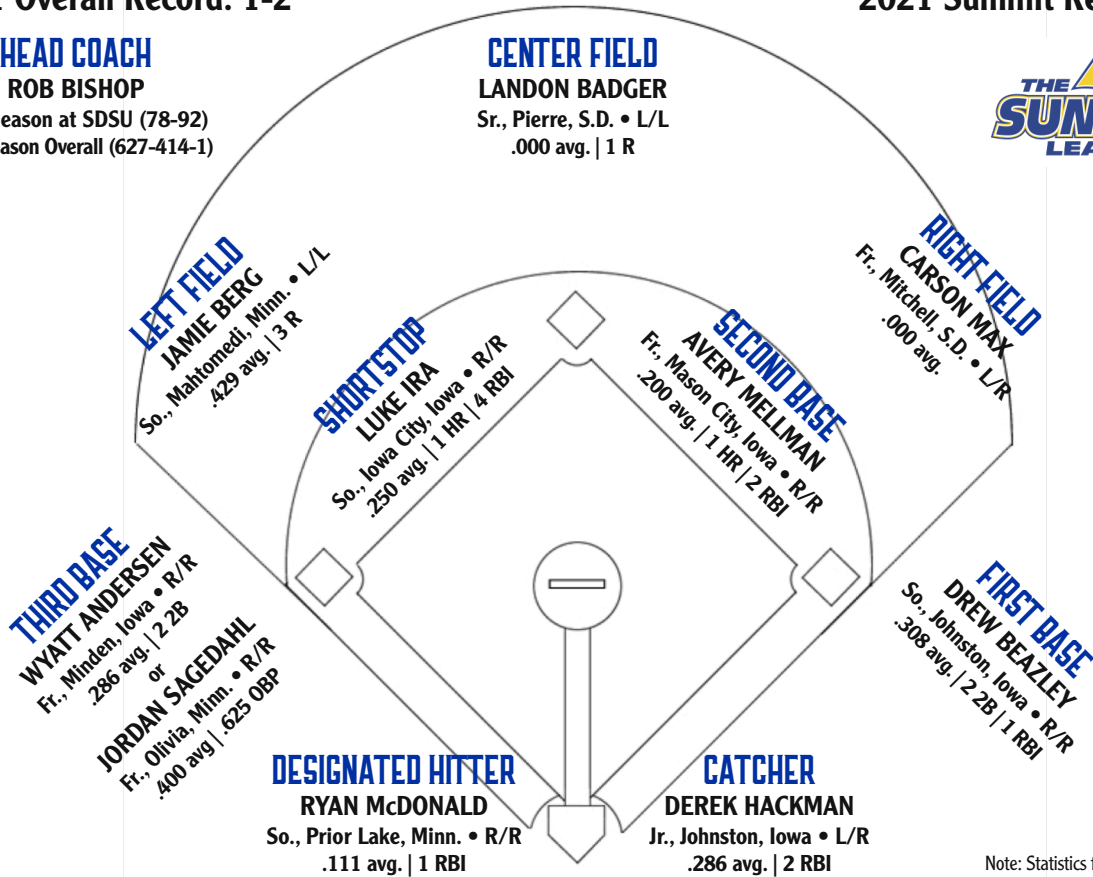 Overall Record: 1-2
2021 Summit
HEAD COACH
ROB BISHOP
at SDSU (78-92)
Overall (627-414-1)
CENTER FIELD
LANDON BADGER
Sr., Pierre, S.D. • L/L
.000 avg. | 1 R
THE
LEFT FIELD
JAMIE BERG
So., Mahtomedi, Minn. • L/L
.429 avg. | 3 R
SHORTSTOP
LUKE IRA
So., Iowa City, Iowa • R/R
.250 avg. | 1 HR | 4 RBI
SECOND BASE
AVERY MELLMAN
Fr., Mason City, Iowa • R/R
.200 avg. | 1 HR | 2 RBI
RIGHT FIELD
CARSON MAX
Fr., Mitchell, S.D. • L/R
.000 avg.
THIRD BASE
WYATT ANDERSEN
Fr., Minden, Iowa • R/R
.286 avg. | 2 2B
or
JORDAN SAGEDAHL
Fr., Olivia, Minn. • R/R
.400 avg | .625 OBP
FIRST BASE
DREW BEAZLEY
So., Johnston, Iowa • R/R
.308 avg. | 2 2B | 1 RBI
DESIGNATED HITTER
RYAN McDONALD
So., Prior Lake, Minn. • R/R
.111 avg. | 1 RBI
CATCHER
DEREK HACKMAN
Jr., Johnston, Iowa • L/R
.286 avg. | 2 RBI
Note: Statistics